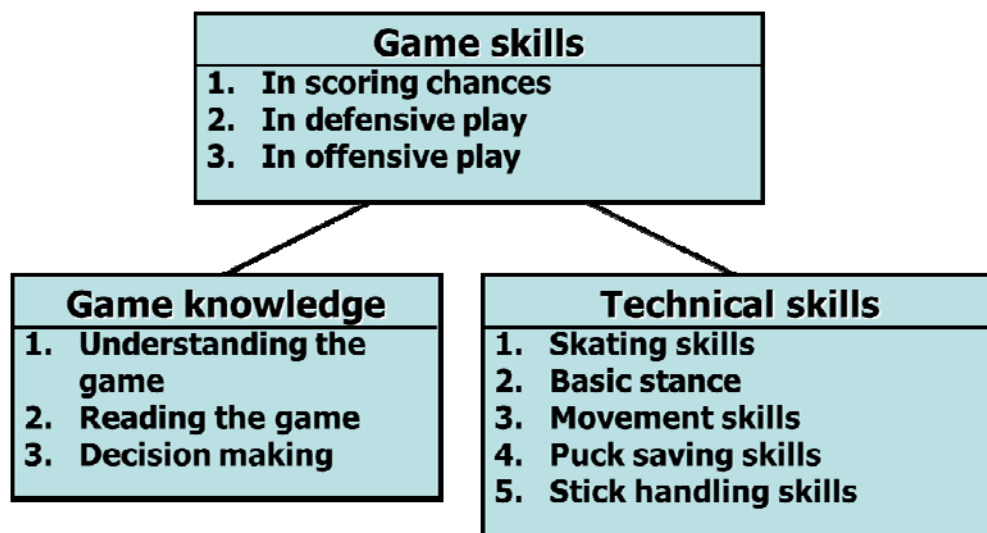 Game skills
1. In scoring chances
2. In defensive play
3. In offensive play
Game knowledge
1. Understanding the
game
2. Reading the game
3. Decision making
Technical skills
1. Skating skills
2. Basic stance
3. Movement skills
4. Puck saving skills
5. Stick handling skills